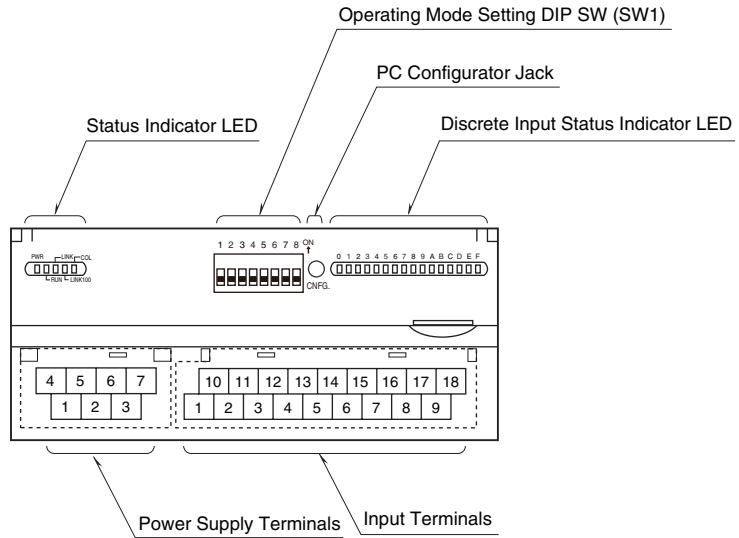 Operating Mode Setting DIP SW (SW1)
PC Configurator Jack
Status Indicator LED
Discrete Input Status Indicator LED
1 2 3 4 5 6 7 8 ON
PWR LINK COL
RUN LINK100
CNFG.
0 1 2 3 4 5 6 7 8 9 A B C D E F
4 5 6 7
1 2 3
10 11 12 13 14 15 16 17 18
1 2 3 4 5 6 7 8 9
Power Supply Terminals
Input Terminals